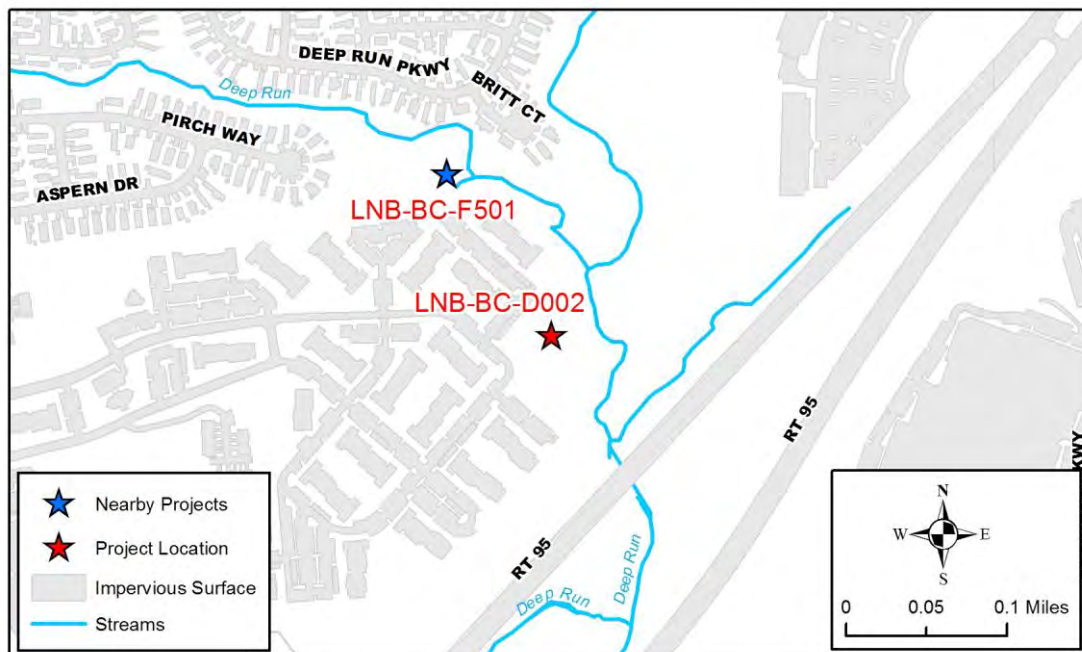 DEEP RUN PKWY
BRITT CT
Deep Run
PIRCH WAY
ASPERN DR
LNB-BC-F501
LNB-BC-D002
RT 95
RT 95
KWY
Deep Run
Deep Run
Nearby Projects
Project Location
Impervious Surface
Streams
N
W E
S
0 0.05 0.1 Miles